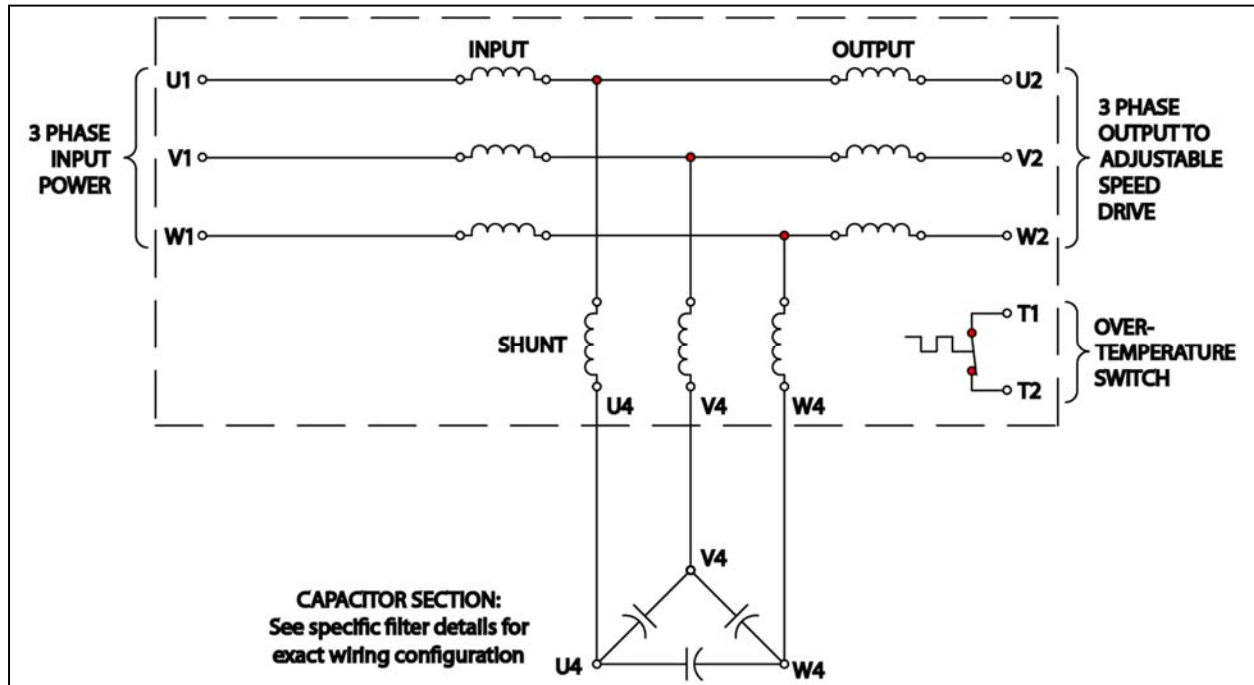 INPUT
OUTPUT
U1
U2
3 PHASE
INPUT
POWER
V1
W1
3 PHASE
OUTPUT TO
ADJUSTABLE
SPEED
DRIVE
V2
W2
SHUNT
U4
V4
W4
T1
T2
OVER-
TEMPERATURE
SWITCH
V4
CAPACITOR SECTION:
See specific filter details for
exact wiring configuration
U4
W4